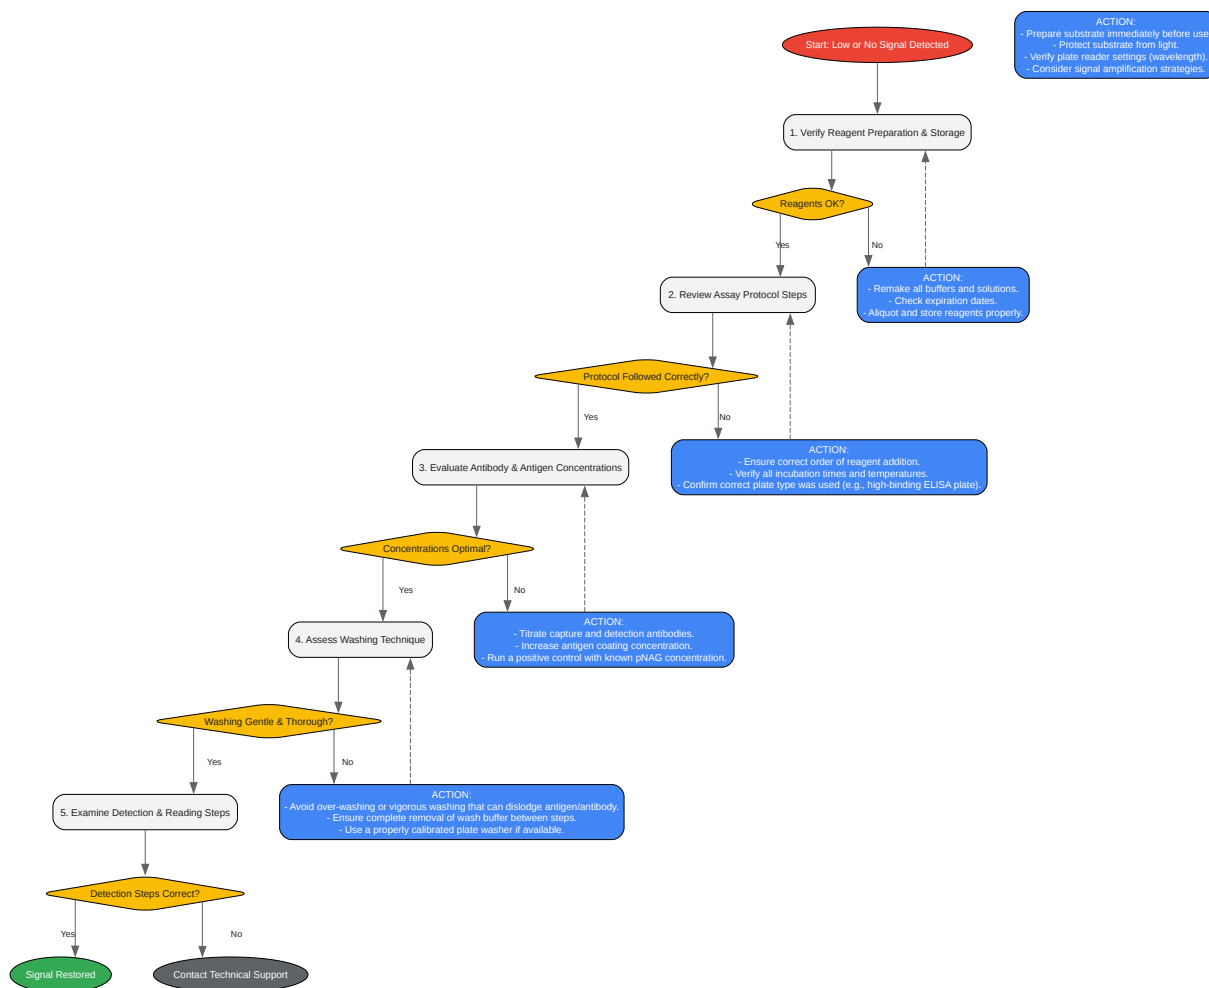 ACTION:
- Prepare substrate immediately before use
- Protect substrate from light.
- Verify plate reader settings (wavelength).
- Consider signal amplification strategies.
Start: Low or No Signal Detected
1. Verify Reagent Preparation & Storage
Reagents OK?
Yes
No
ACTION:
- Remake all buffers and solutions.
- Check expiration dates.
- Aliquot and store reagents properly.
2. Review Assay Protocol Steps
Protocol Followed Correctly?
Yes
No
ACTION:
- Ensure correct order of reagent addition.
- Verify all incubation times and temperatures.
- Confirm correct plate type was used (e.g., high-binding ELISA plate).
3. Evaluate Antibody & Antigen Concentrations
Concentrations Optimal?
Yes
No
ACTION:
- Titrate capture and detection antibodies.
- Increase antigen coating concentration.
- Run a positive control with known pNAG concentration.
4. Assess Washing Technique
Washing Gentle & Thorough?
Yes
No
ACTION:
- Avoid over-washing or vigorous washing that can dislodge antigen/antibody.
- Ensure complete removal of wash buffer between steps.
- Use a properly calibrated plate washer if available.
5. Examine Detection & Reading Steps
Detection Steps Correct?
Yes
No
Signal Restored
Contact Technical Support